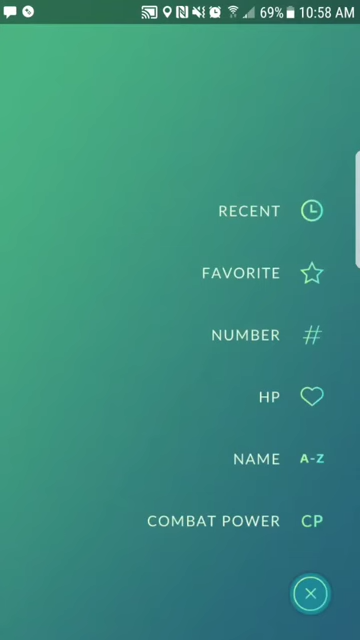 69% 10:58 AM
RECENT
FAVORITE
NUMBER #
HP
NAME A-Z
COMBAT POWER CP